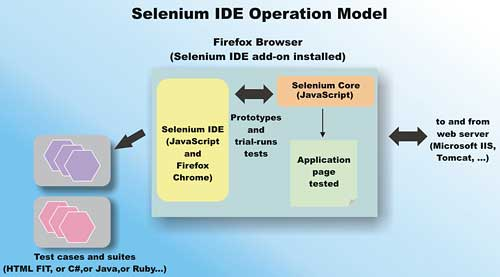 Selenium IDE Operation Model
Firefox Browser
(Selenium IDE add-on installed)
Selenium IDE
(JavaScript
and
Firefox
Chrome)
Prototypes
and
trial-runs
tests
Selenium Core
(JavaScript)
Application
page
tested
to and from
web server
(Microsoft IIS,
Tomcat, ...)
Test cases and suites
(HTML FIT, or C#,or Java,or Ruby...)